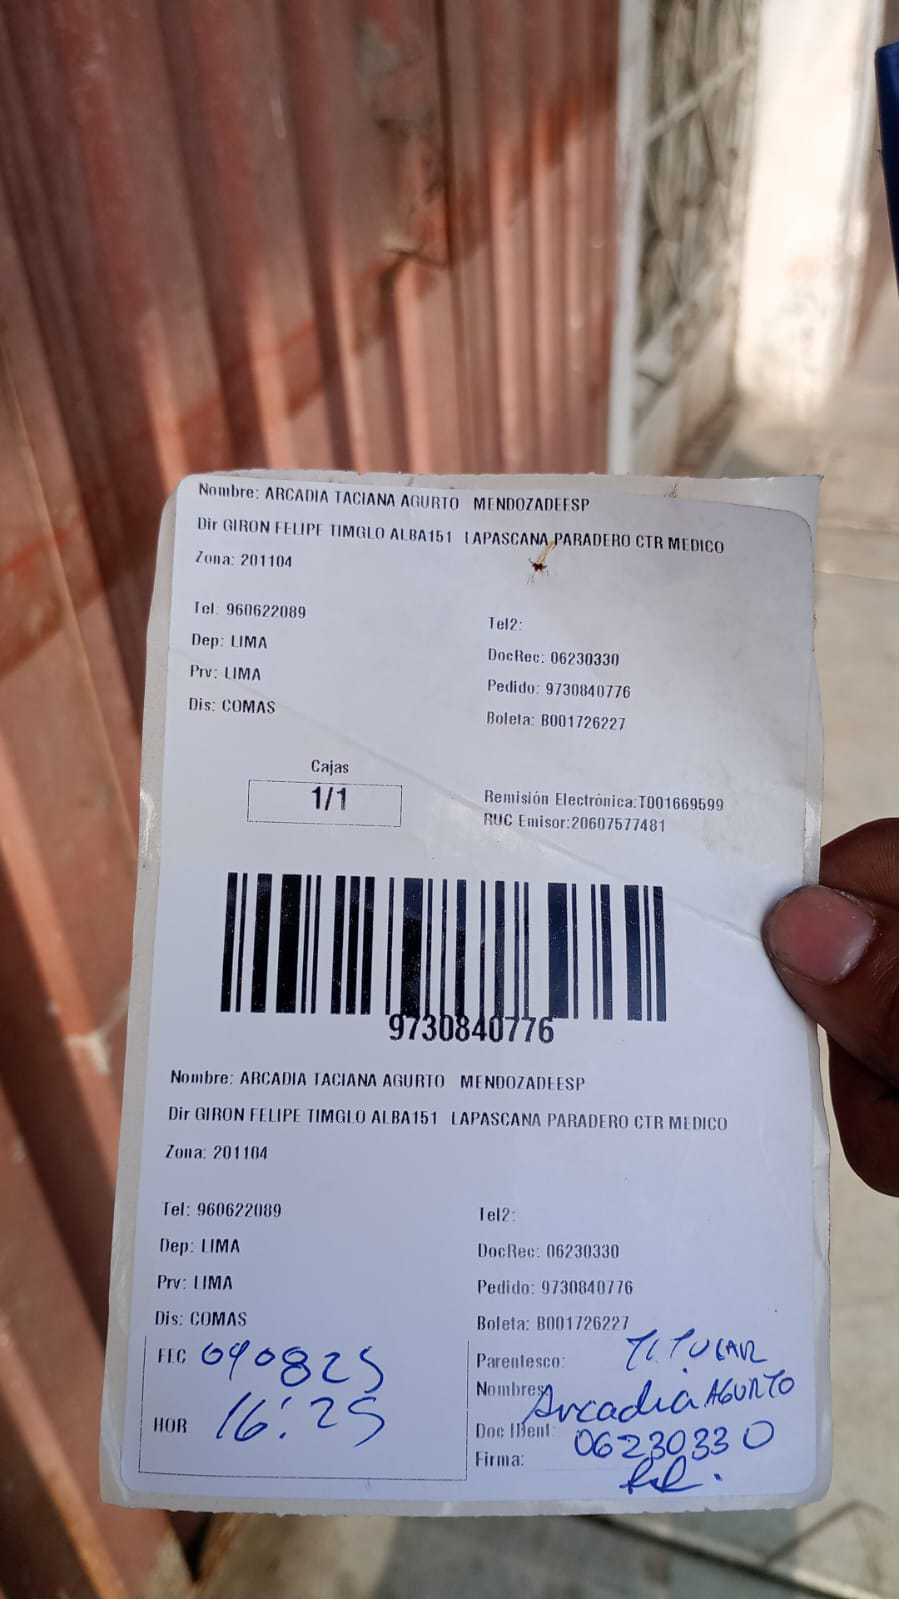 Nombre: ARCADIA TACIANA AGURTO MENDOZADEESP
Dir GIRON FELIPE TIMGLO ALBA151 LAPASCANA PARADERO CTR MEDICO
Zona: 201104
Tel: 960622089
Tel2:
Dep: LIMA
DocRec: 06230330
Prv: LIMA
Pedido: 9730840776
Dis: COMAS
Boleta: B001726227
Cajas
1/1
Remisión Electrónica:T001669599
RUC Emisor:20607577481
9730840776
Nombre: ARCADIA TACIANA AGURTO MENDOZADEESP
Dir GIRON FELIPE TIMGLO ALBA151 LAPASCANA PARADERO CTR MEDICO
Zona: 201104
Tel: 960622089
Tel2:
Dep: LIMA
DocRec: 06230330
Prv: LIMA
Pedido: 9730840776
Dis: COMAS
Boleta: B001726227
FEC 090825
Parentesco: TITULAR
Nombres: Arcadia AGURTO
HOR 16:25
Doc Ident: 06230330
Firma: